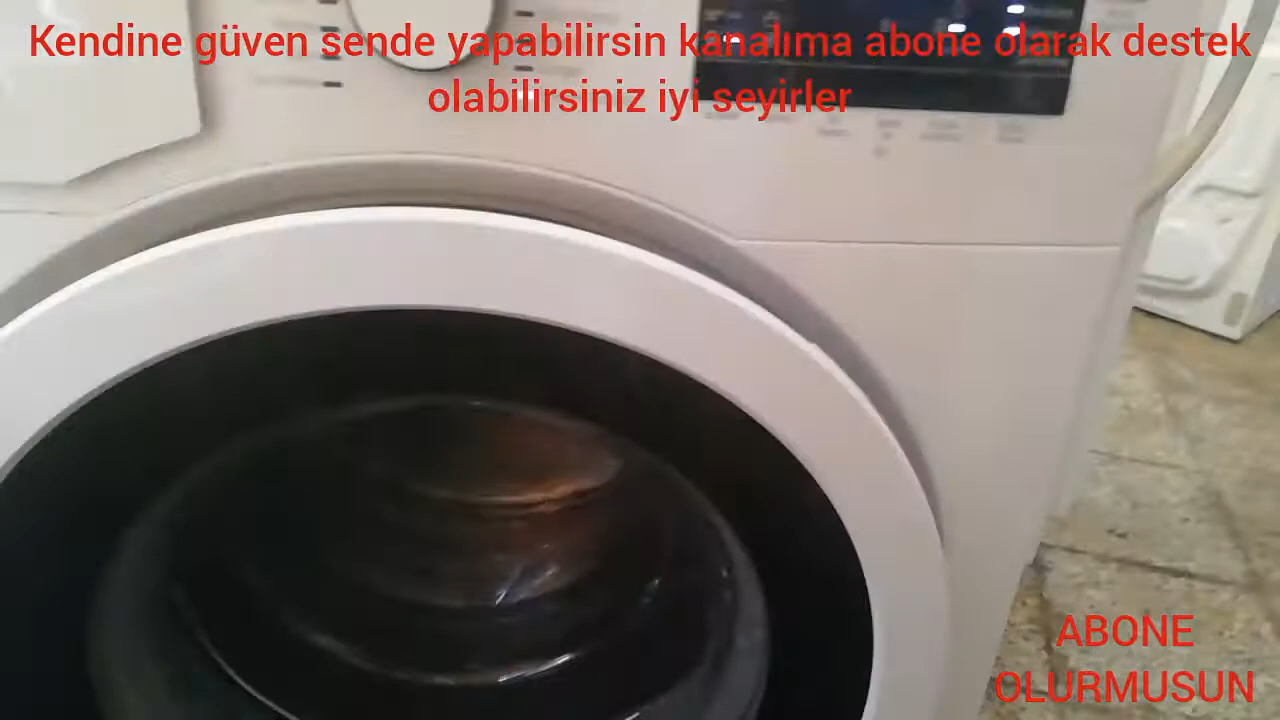 Kendine güven sende yapabilirsin kanalıma abone olarak destek
olabilirsiniz iyi seyirler
ABONE
OLURMUSUN